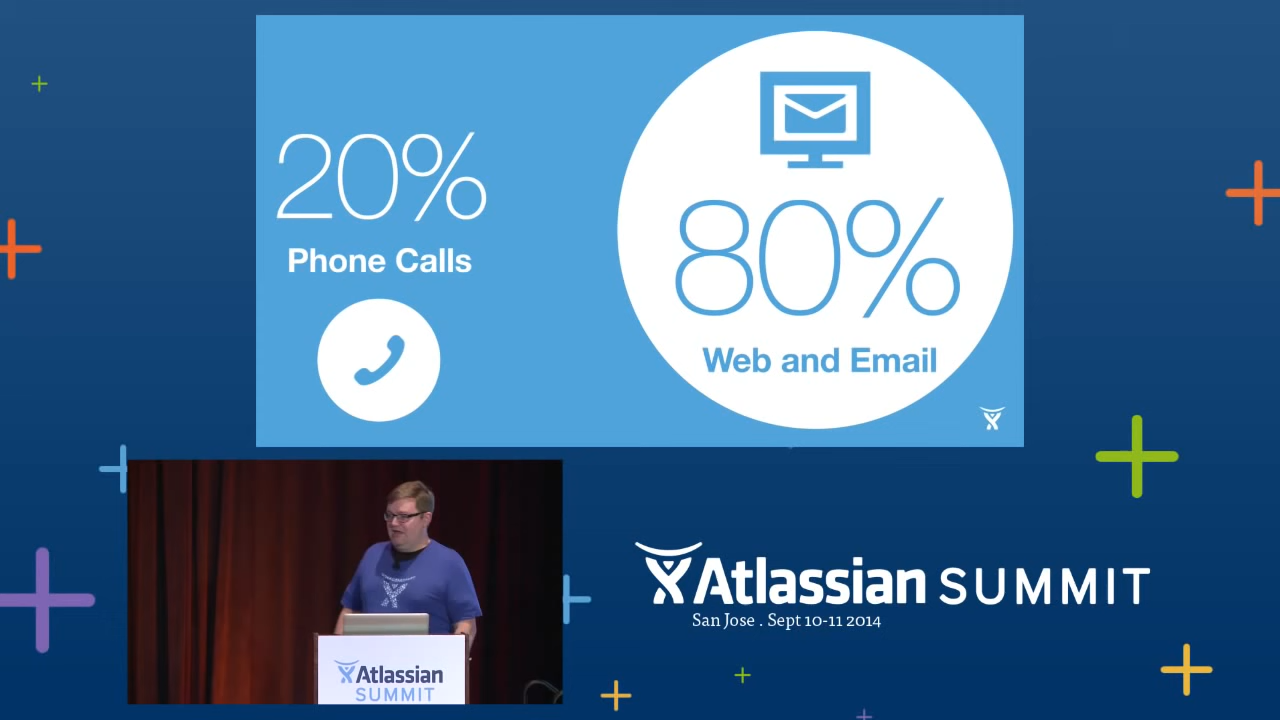 20%
Phone Calls
80%
Web and Email
Atlassian SUMMIT
San Jose . Sept 10-11 2014
Atlassian
SUMMIT